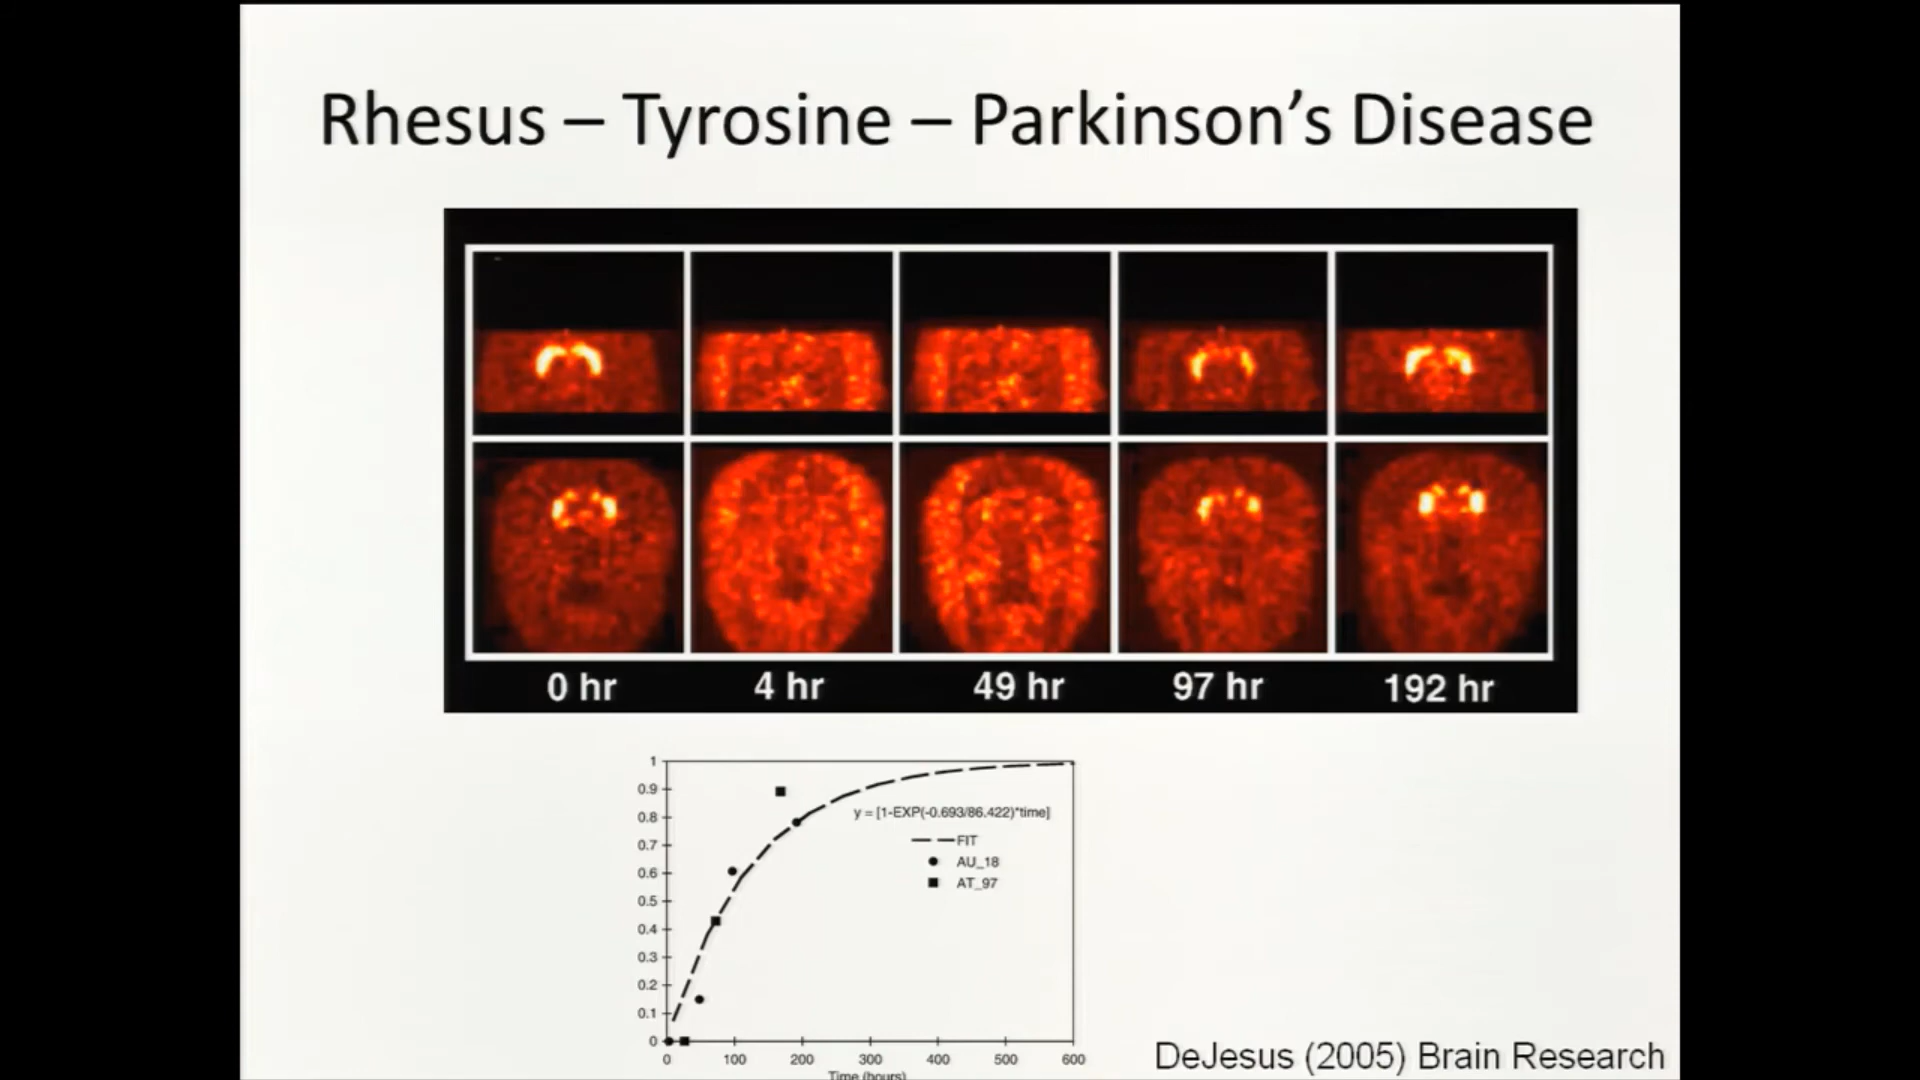 Rhesus – Tyrosine – Parkinson's Disease
0 hr 4 hr 49 hr 97 hr 192 hr
1
0.9
0.8
0.7
0.6
0.5
0.4
0.3
0.2
0.1
0
y = [1-EXP(-0.693/86.422)*time]
FIT
AU_18
AT_97
0 100 200 300 400 500 600
Time (hours)
DeJesus (2005) Brain Research